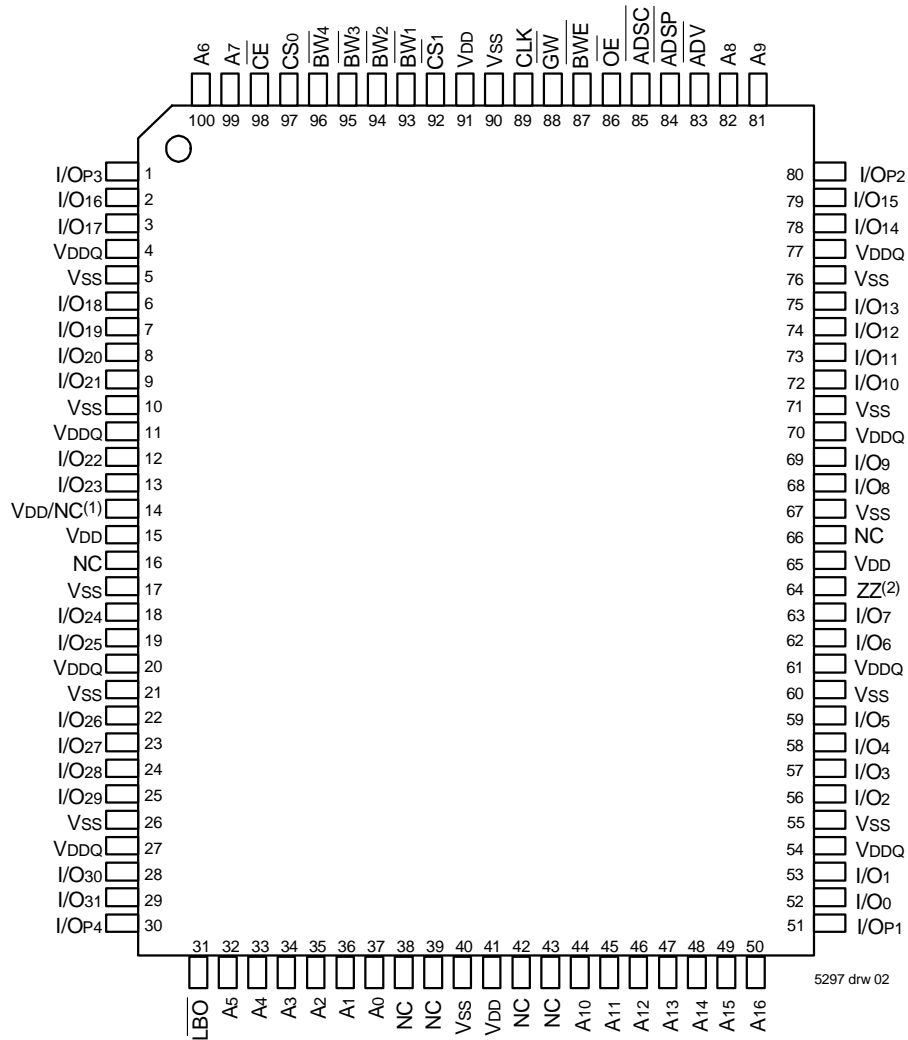 A6 A7 CE CS0 BW4 BW3 BW2 BW1 CS1 VDD VSS CLK GW BWE OE ADSC ADSP ADV A8 A9
100 99 98 97 96 95 94 93 92 91 90 89 88 87 86 85 84 83 82 81
I/OP3 1 80 I/OP2
I/O16 2 79 I/O15
I/O17 3 78 I/O14
VDDQ 4 77 VDDQ
VSS 5 76 VSS
I/O18 6 75 I/O13
I/O19 7 74 I/O12
I/O20 8 73 I/O11
I/O21 9 72 I/O10
VSS 10 71 VSS
VDDQ 11 70 VDDQ
I/O22 12 69 I/O9
I/O23 13 68 I/O8
VDD/NC(1) 14 67 VSS
VDD 15 66 NC
NC 16 65 VDD
VSS 17 64 ZZ(2)
I/O24 18 63 I/O7
I/O25 19 62 I/O6
VDDQ 20 61 VDDQ
VSS 21 60 VSS
I/O26 22 59 I/O5
I/O27 23 58 I/O4
I/O28 24 57 I/O3
I/O29 25 56 I/O2
VSS 26 55 VSS
VDDQ 27 54 VDDQ
I/O30 28 53 I/O1
I/O31 29 52 I/O0
I/OP4 30 51 I/OP1
31 32 33 34 35 36 37 38 39 40 41 42 43 44 45 46 47 48 49 50
LBO A5 A4 A3 A2 A1 A0 NC NC VSS VDD NC NC A10 A11 A12 A13 A14 A15 A16
5297 drw 02